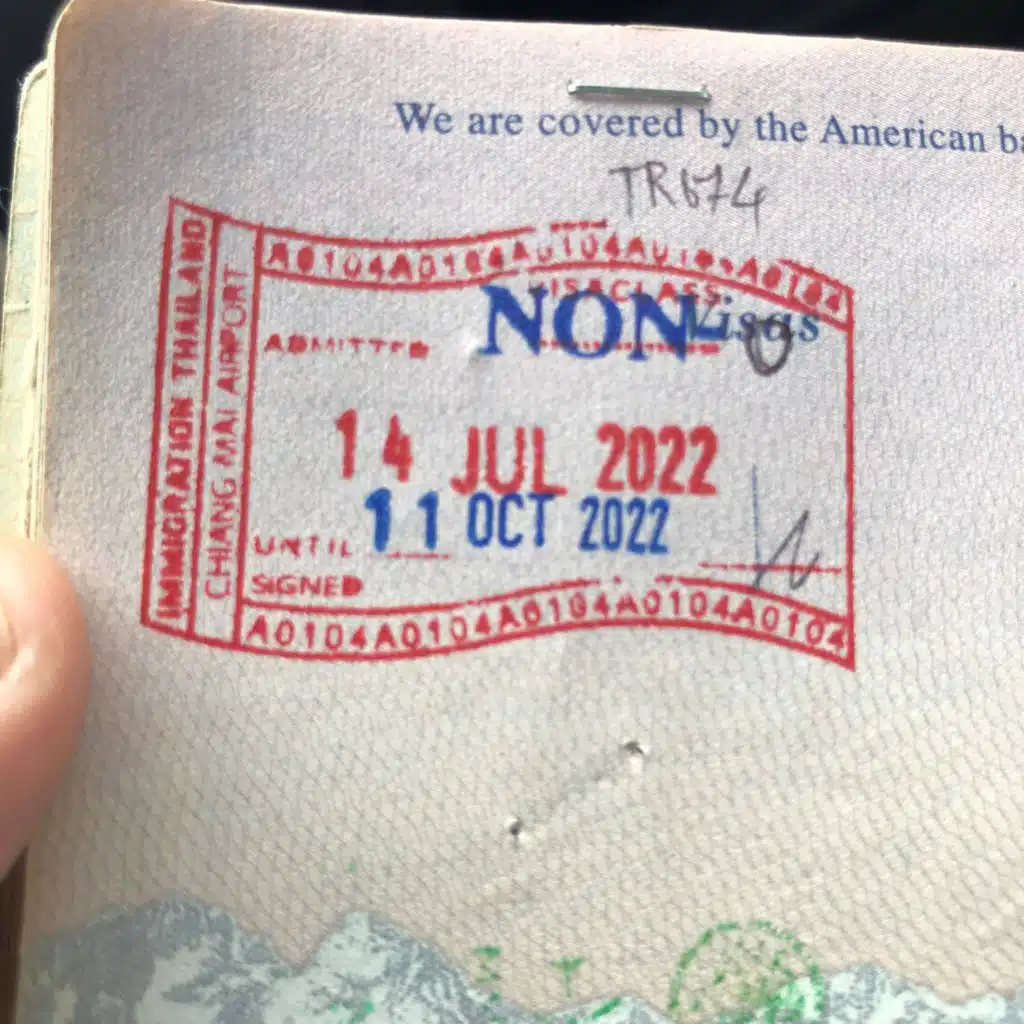 We are covered by the American
TR674
IMMIGRATION THAILAND
CHIANG MAI AIRPORT
A0104A0104A0104A0104A0104
VISA CLASS
NON
Visas
O
ADMITTED
14 JUL 2022
UNTIL 11 OCT 2022
SIGNED
A0104A0104A0104A0104A0104